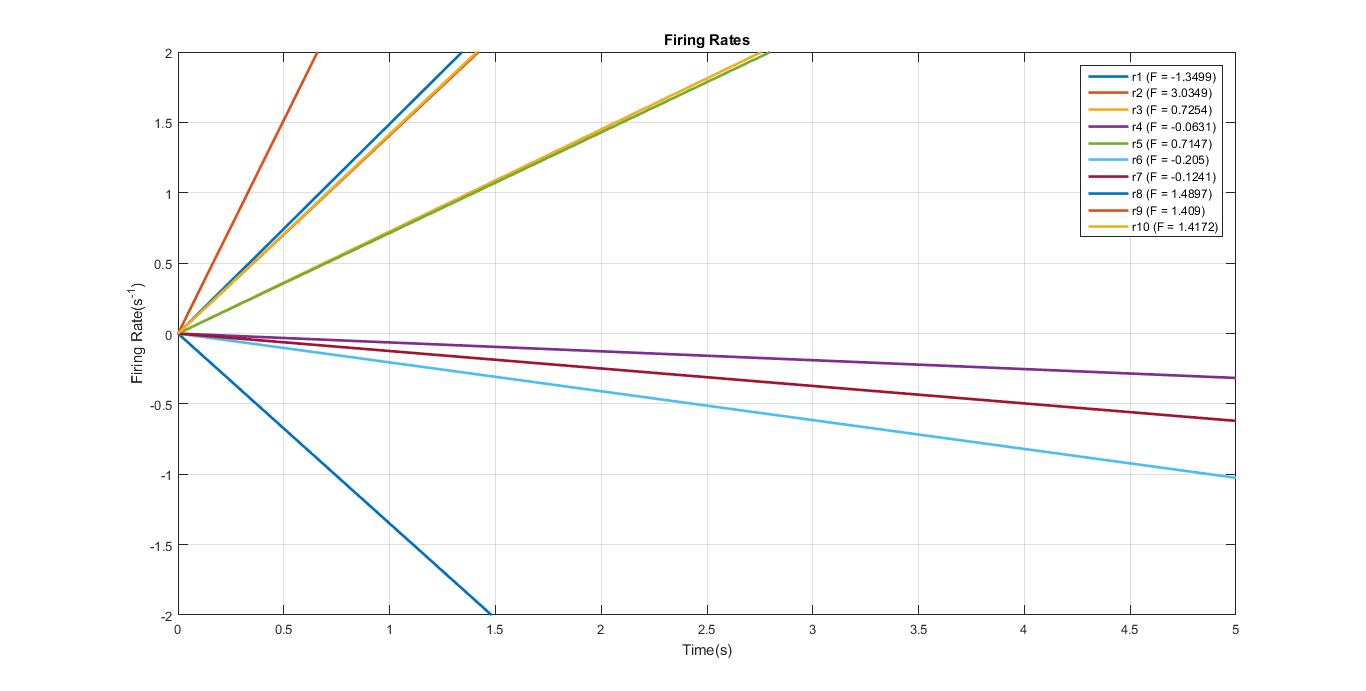 Firing Rates
2
1.5
1
0.5
0
-0.5
-1
-1.5
-2
Firing Rate(s⁻¹)
r1 (F = -1.3499)
r2 (F = 3.0349)
r3 (F = 0.7254)
r4 (F = -0.0631)
r5 (F = 0.7147)
r6 (F = -0.205)
r7 (F = -0.1241)
r8 (F = 1.4897)
r9 (F = 1.409)
r10 (F = 1.4172)
0 0.5 1 1.5 2 2.5 3 3.5 4 4.5 5
Time(s)